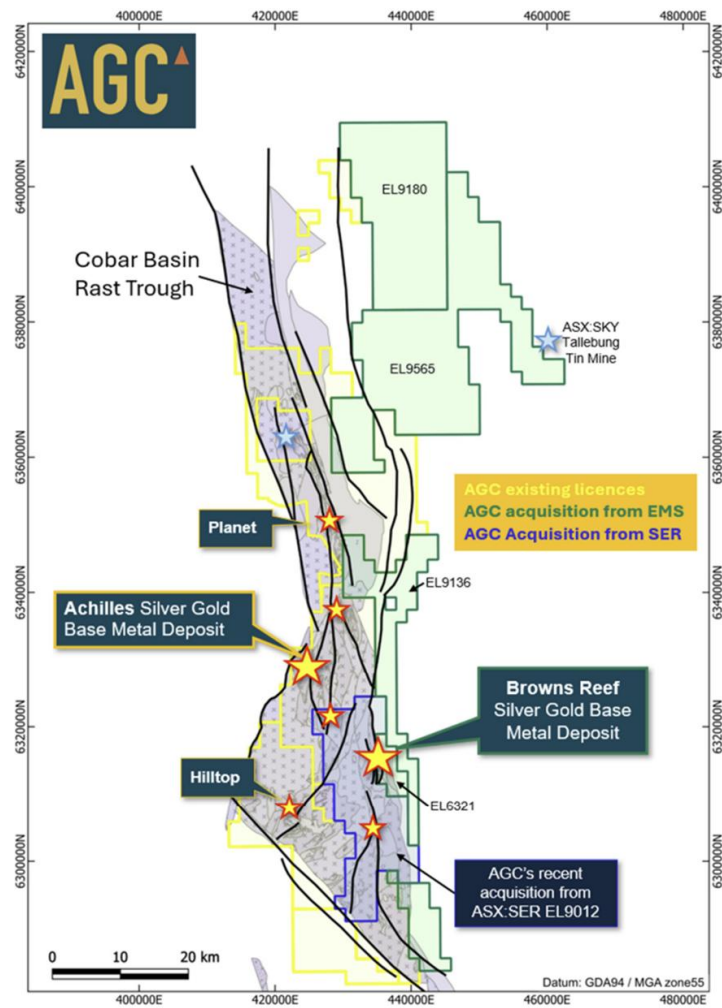 400000E 420000E 440000E 460000E 480000E
6420000N
6420000N
AGC
EL9180
6400000N
6400000N
Cobar Basin
Rast Trough
6380000N
6380000N
ASX:SKY
Tallebung
Tin Mine
EL9565
6360000N
6360000N
AGC existing licences
AGC acquisition from EMS
AGC Acquisition from SER
Planet
EL9136
6340000N
6340000N
Achilles Silver Gold
Base Metal Deposit
Browns Reef
Silver Gold Base
Metal Deposit
6320000N
6320000N
Hilltop
EL6321
6300000N
6300000N
AGC's recent
acquisition from
ASX:SER EL9012
0 10 20 km
Datum: GDA94 / MGA zone55
400000E 420000E 440000E 460000E 480000E